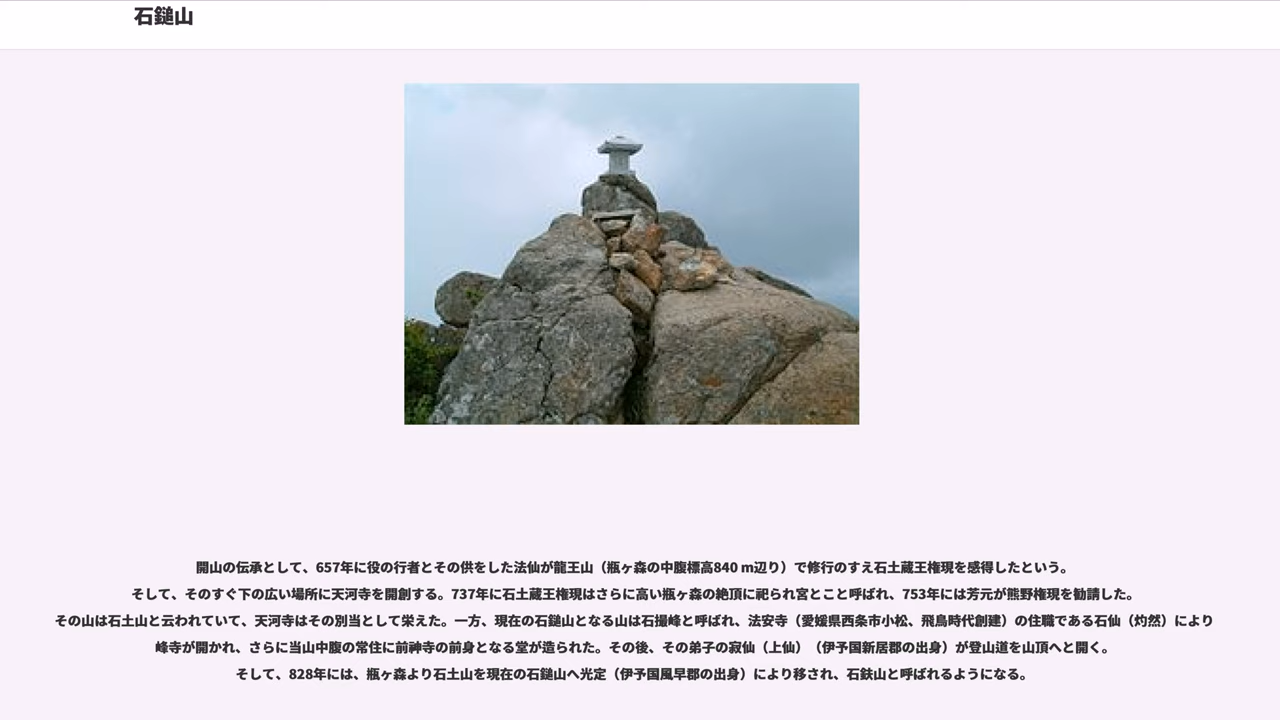 石鎚山
開山の伝承として、657年に役の行者とその供をした法仙が龍王山（瓶ヶ森の中腹標高840 m辺り）で修行のすえ石土蔵王権現を感得したという。
そして、そのすぐ下の広い場所に天河寺を開創する。737年に石土蔵王権現はさらに高い瓶ヶ森の絶頂に祀られ宮とこと呼ばれ、753年には芳元が熊野権現を勧請した。
その山は石土山と云われていて、天河寺はその別当として栄えた。一方、現在の石鎚山となる山は石撮峰と呼ばれ、法安寺（愛媛県西条市小松、飛鳥時代創建）の住職である石仙（灼然）により
峰寺が開かれ、さらに当山中腹の常住に前神寺の前身となる堂が造られた。その後、その弟子の寂仙（上仙）（伊予国新居郡の出身）が登山道を山頂へと開く。
そして、828年には、瓶ヶ森より石土山を現在の石鎚山へ光定（伊予国風早郡の出身）により移され、石鈇山と呼ばれるようになる。